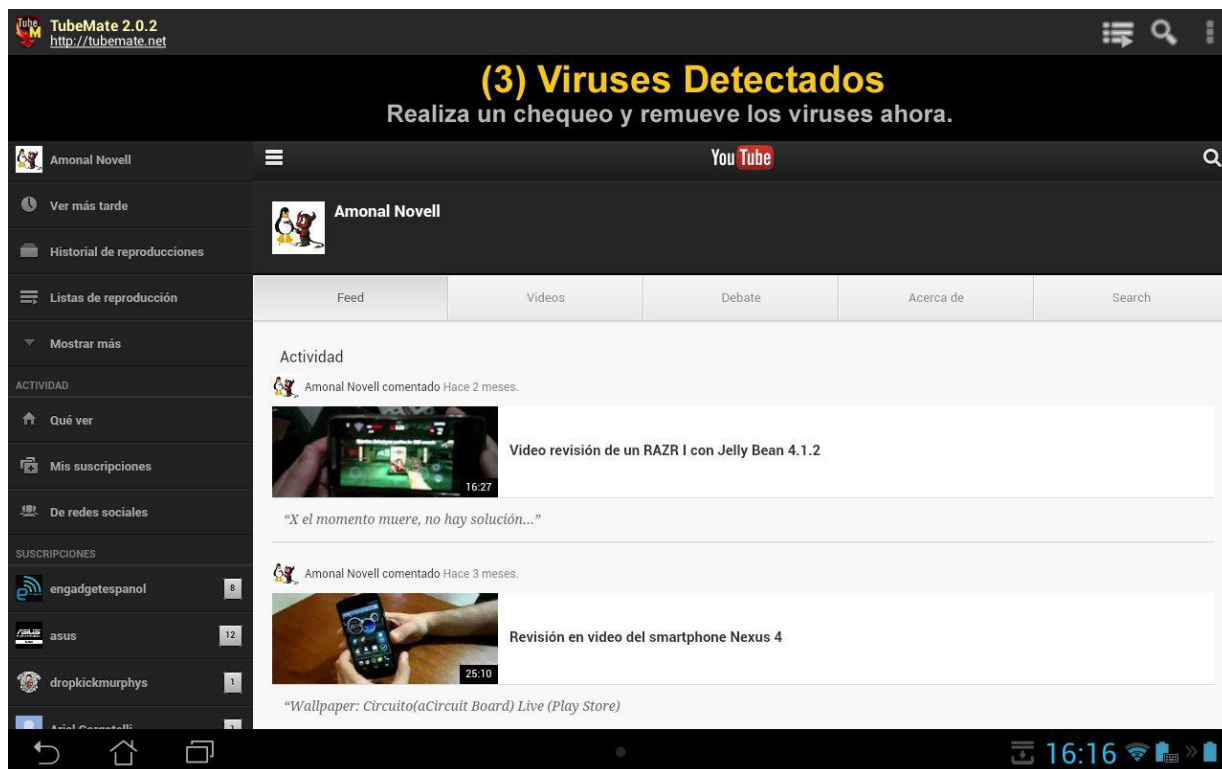 TubeMate 2.0.2
http://tubemate.net
(3) Viruses Detectados
Realiza un chequeo y remueve los viruses ahora.
Amonal Novell
Ver más tarde
Historial de reproducciones
Listas de reproducción
Mostrar más
ACTIVIDAD
Qué ver
Mis suscripciones
De redes sociales
SUSCRIPCIONES
engadgetespanol 8
asus 12
dropkickmurphys 1
YouTube
Amonal Novell
Feed Videos Debate Acerca de Search
Actividad
Amonal Novell comentado Hace 2 meses.
16:27
Video revisión de un RAZR I con Jelly Bean 4.1.2
“X el momento muere, no hay solución...”
Amonal Novell comentado Hace 3 meses.
25:10
Revisión en video del smartphone Nexus 4
“Wallpaper: Circuito(aCircuit Board) Live (Play Store)
16:16